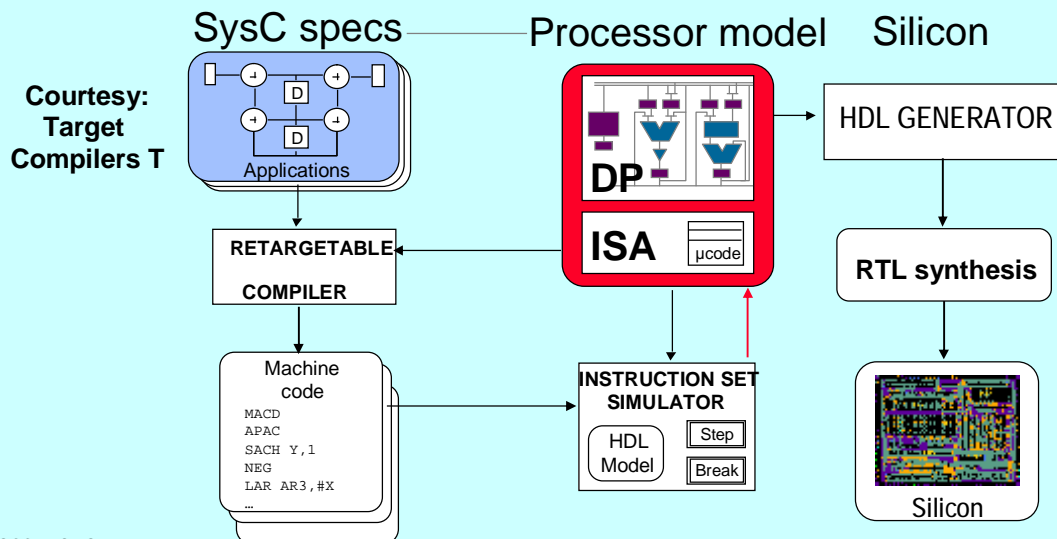 SysC specs
Processor model
Silicon
Courtesy:
Target
Compilers T
D
D
Applications
DP
ISA
µcode
HDL GENERATOR
RETARGETABLE
COMPILER
RTL synthesis
Machine
code
MACD
APAC
SACH Y,1
NEG
LAR AR3,#X
…
INSTRUCTION SET
SIMULATOR
HDL
Model
Step
Break
Silicon